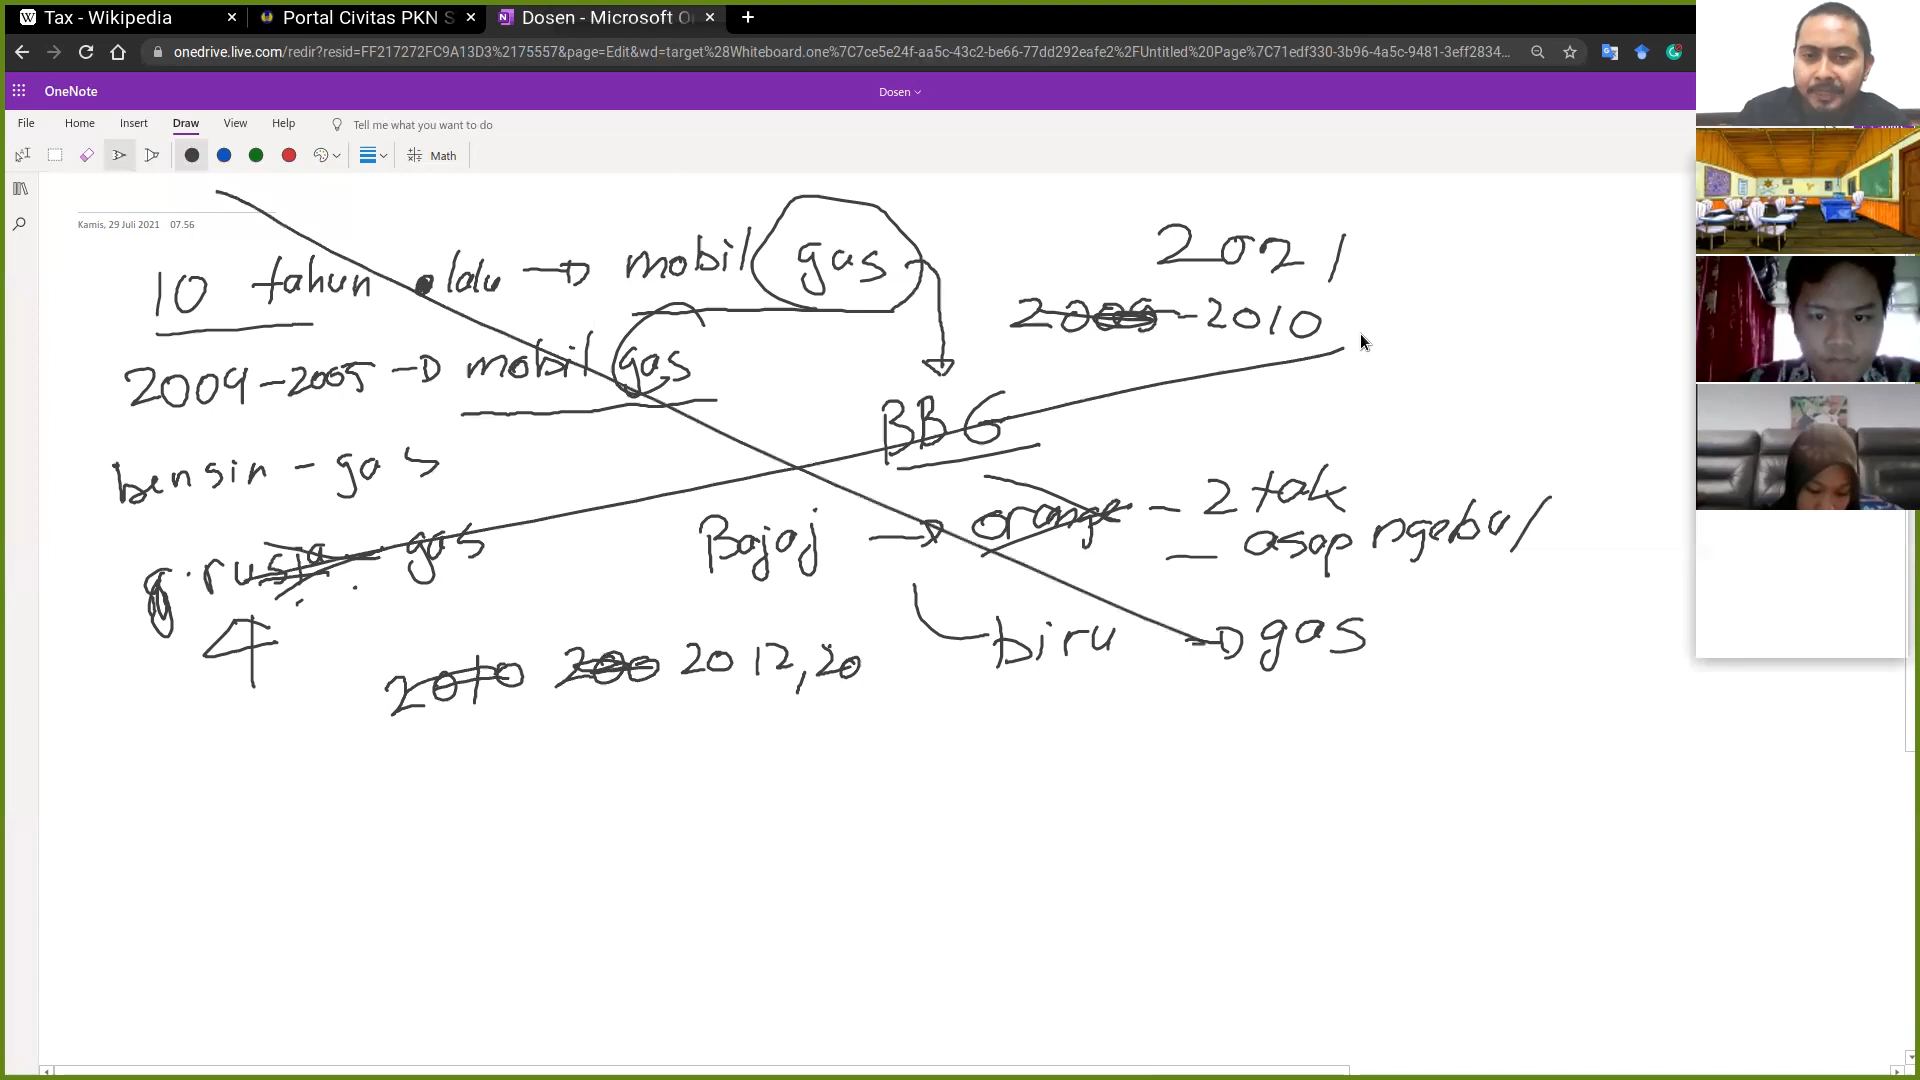 Tax - Wikipedia
Portal Civitas PKN S
Dosen - Microsoft O
onedrive.live.com/redir?resid=FF217272FC9A13D3%2175557&page=Edit&wd=target%28Whiteboard.one%7C7ce5e24f-aa5c-43c2-be66-77dd292eafe2%2FUntitled%20Page%7C71edf330-3b96-4a5c-9481-3eff2834...
OneNote
Dosen
File Home Insert Draw View Help Tell me what you want to do
Math
Kamis, 29 Juli 2021 07.56
2021
10 tahun lalu → mobil gas
-2010
2009-2005 → mobil gas
BBG
bensin - gas
Bajaj → orange - 2 tak
- asap ngebul
g. rusia gas
4
biru → gas
2010 200 2012, 20